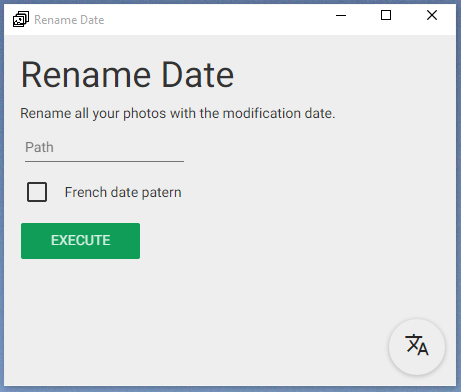 Rename Date
Rename Date
Rename all your photos with the modification date.
Path
French date patern
EXECUTE